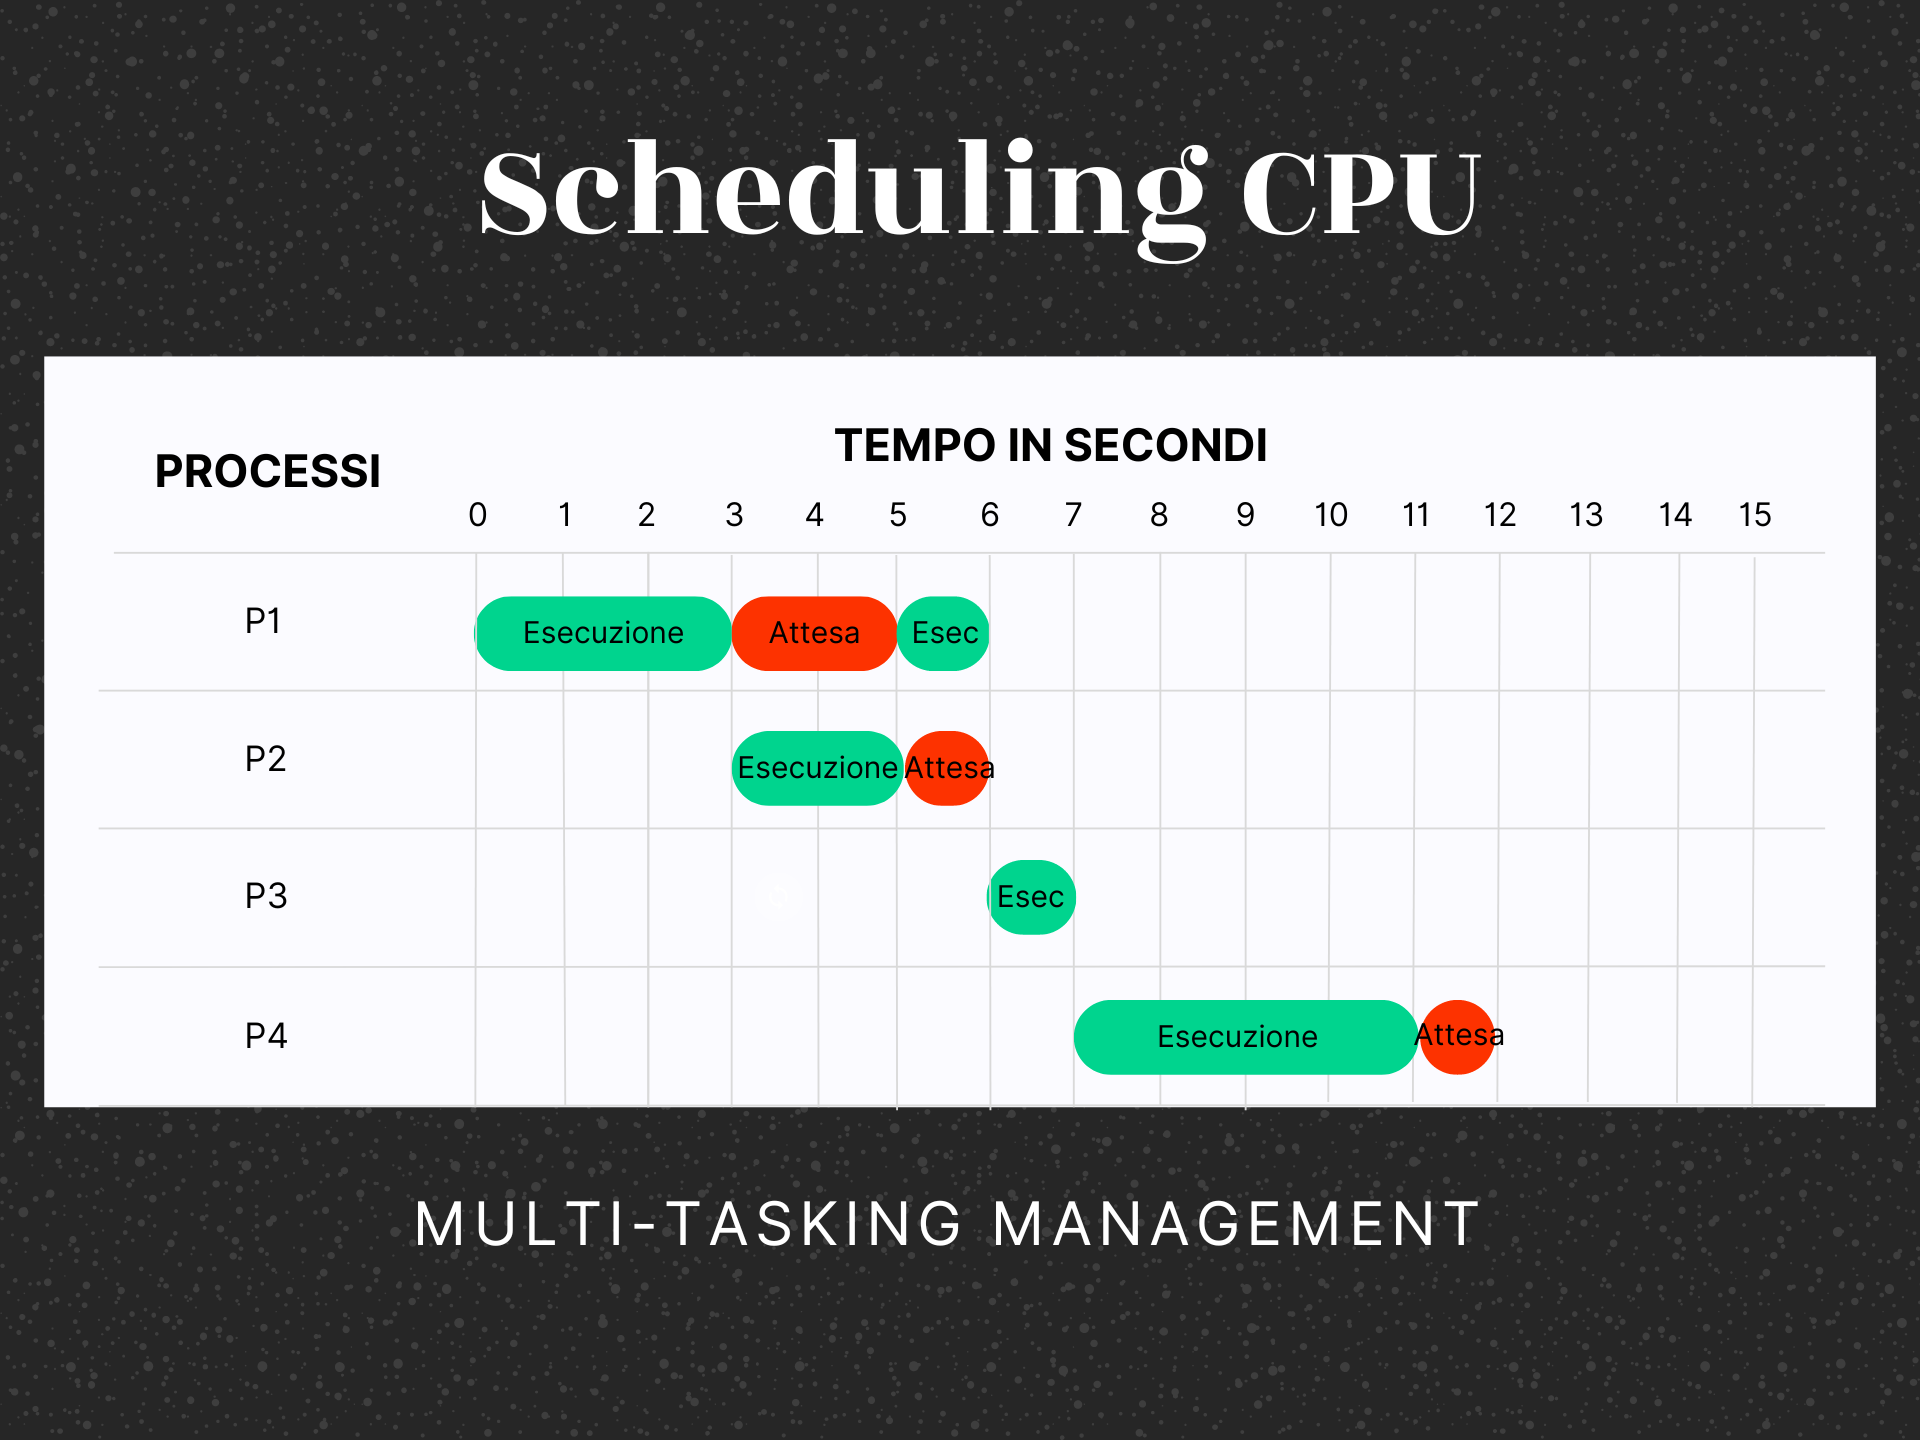 Scheduling CPU
TEMPO IN SECONDI
PROCESSI
0 1 2 3 4 5 6 7 8 9 10 11 12 13 14 15
P1 Esecuzione Attesa Esec
P2 Esecuzione Attesa
P3 Esec
P4 Esecuzione Attesa
MULTI-TASKING MANAGEMENT